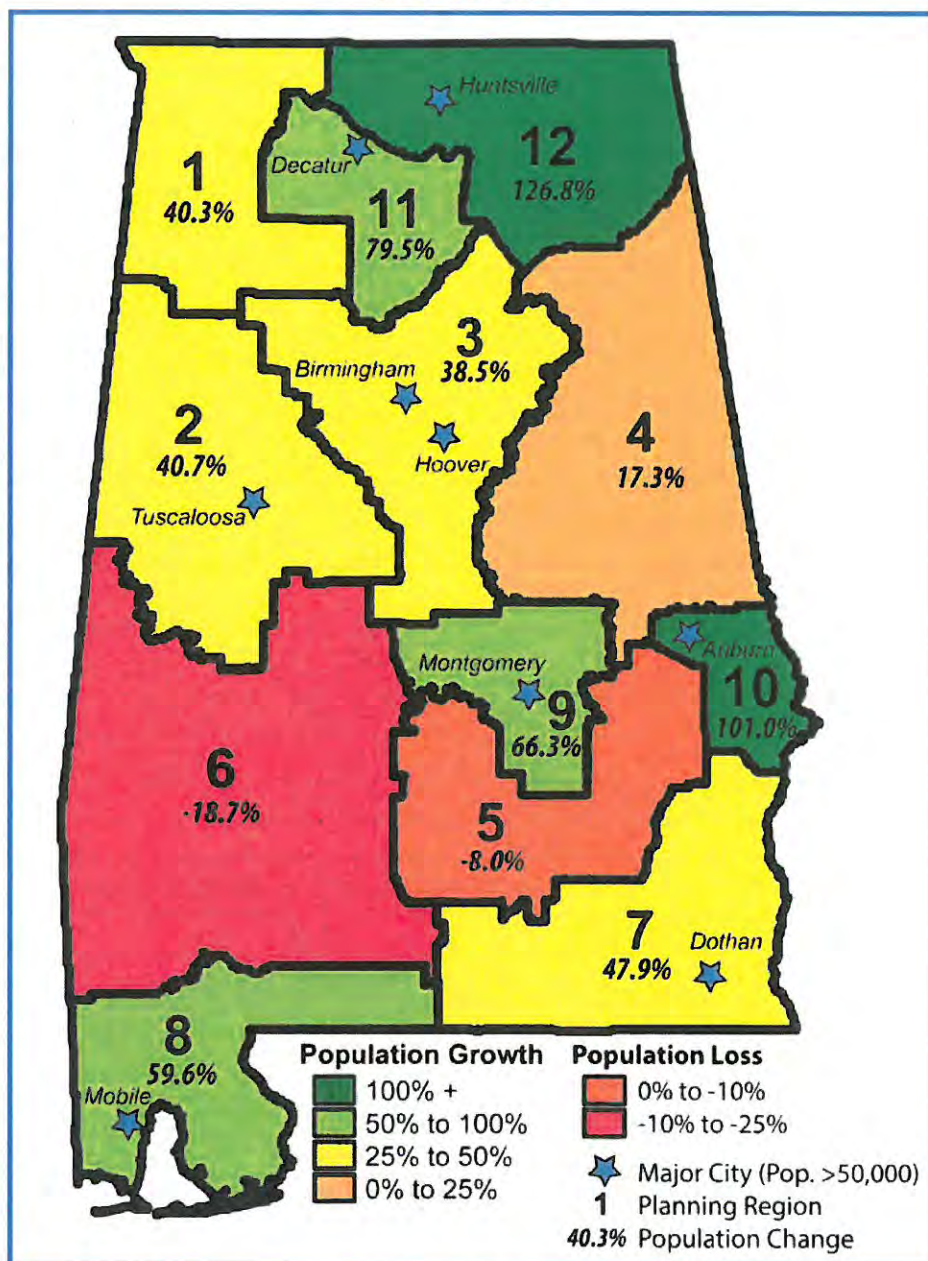 Huntsville
12
126.8%
Decatur
1
40.3%
11
79.5%
3
38.5%
Birmingham
Hoover
2
40.7%
Tuscaloosa
4
17.3%
Auburn
10
101.0%
Montgomery
9
66.3%
6
-18.7%
5
-8.0%
7
47.9%
Dothan
8
59.6%
Mobile
Population Growth
100% +
50% to 100%
25% to 50%
0% to 25%
Population Loss
0% to -10%
-10% to -25%
Major City (Pop. >50,000)
1 Planning Region
40.3% Population Change